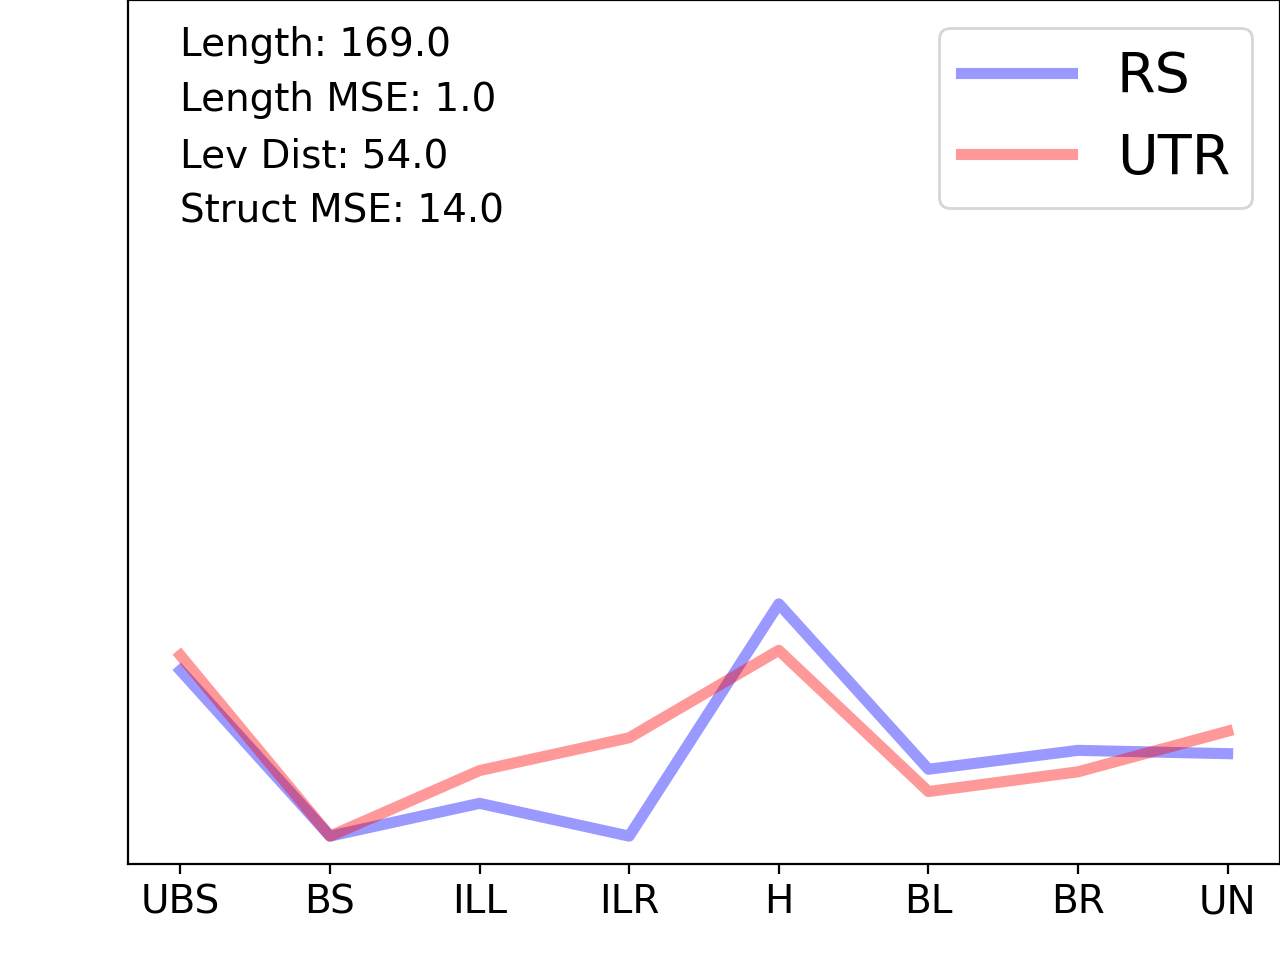 Length: 169.0
Length MSE: 1.0
Lev Dist: 54.0
Struct MSE: 14.0
RS
UTR
UBS BS ILL ILR H BL BR UN